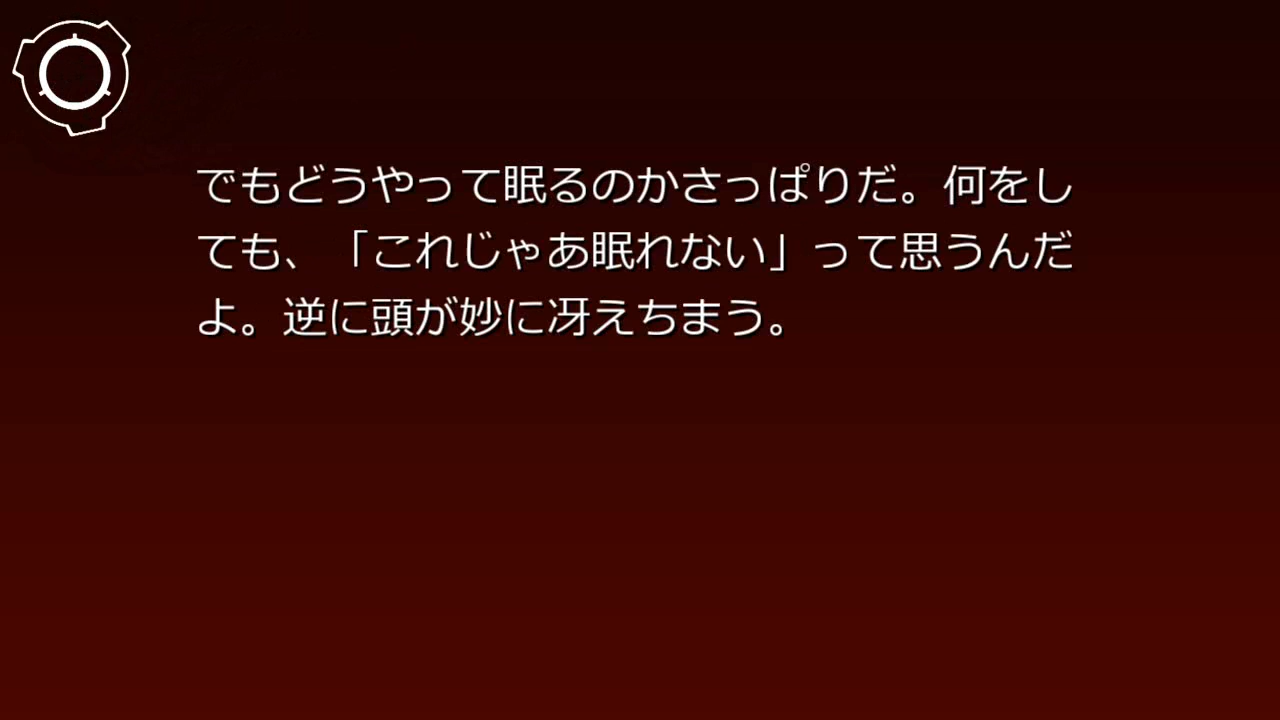 でもどうやって眠るのかさっぱりだ。何をし
ても、「これじゃあ眠れない」って思うんだ
よ。逆に頭が妙に冴えちまう。